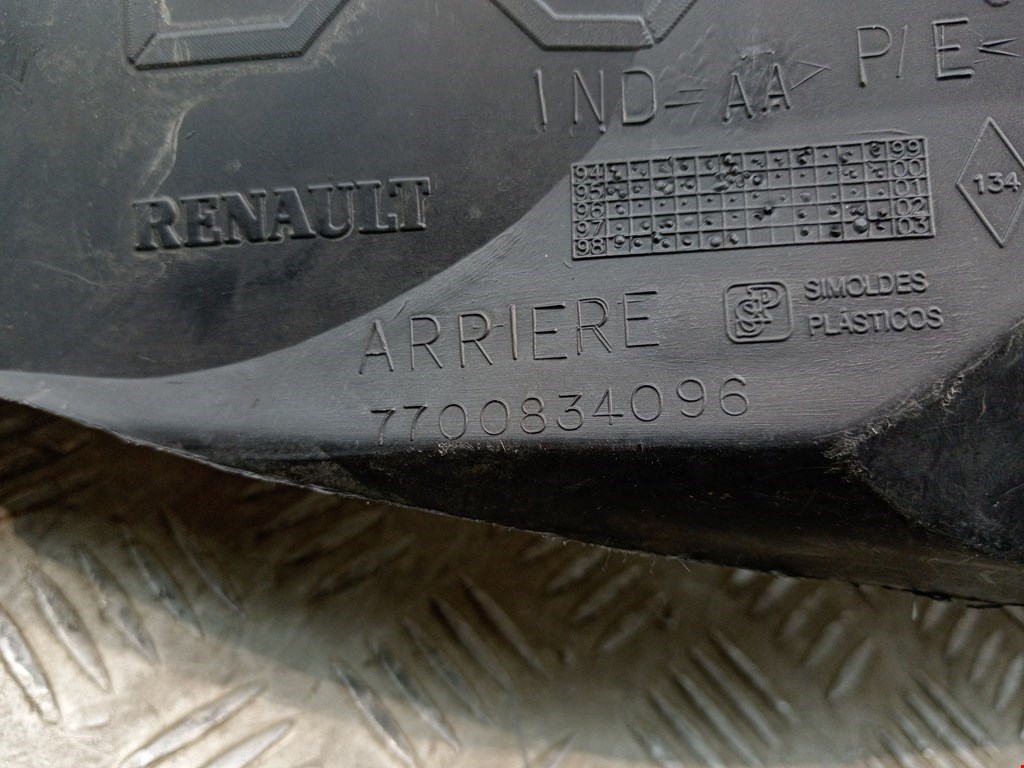 IND=AA> P/E<
RENAULT
94 99
95 00
96 01
97 02
98 03
134
SIMOLDES
PLÁSTICOS
ARRIERE
7700834096